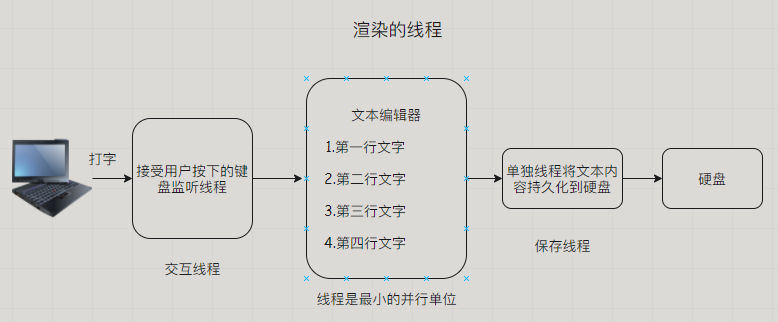 渲染的线程
打字
接受用户按下的键
盘监听线程
交互线程
文本编辑器
1.第一行文字
2.第二行文字
3.第三行文字
4.第四行文字
线程是最小的并行单位
单独线程将文本内
容持久化到硬盘
保存线程
硬盘